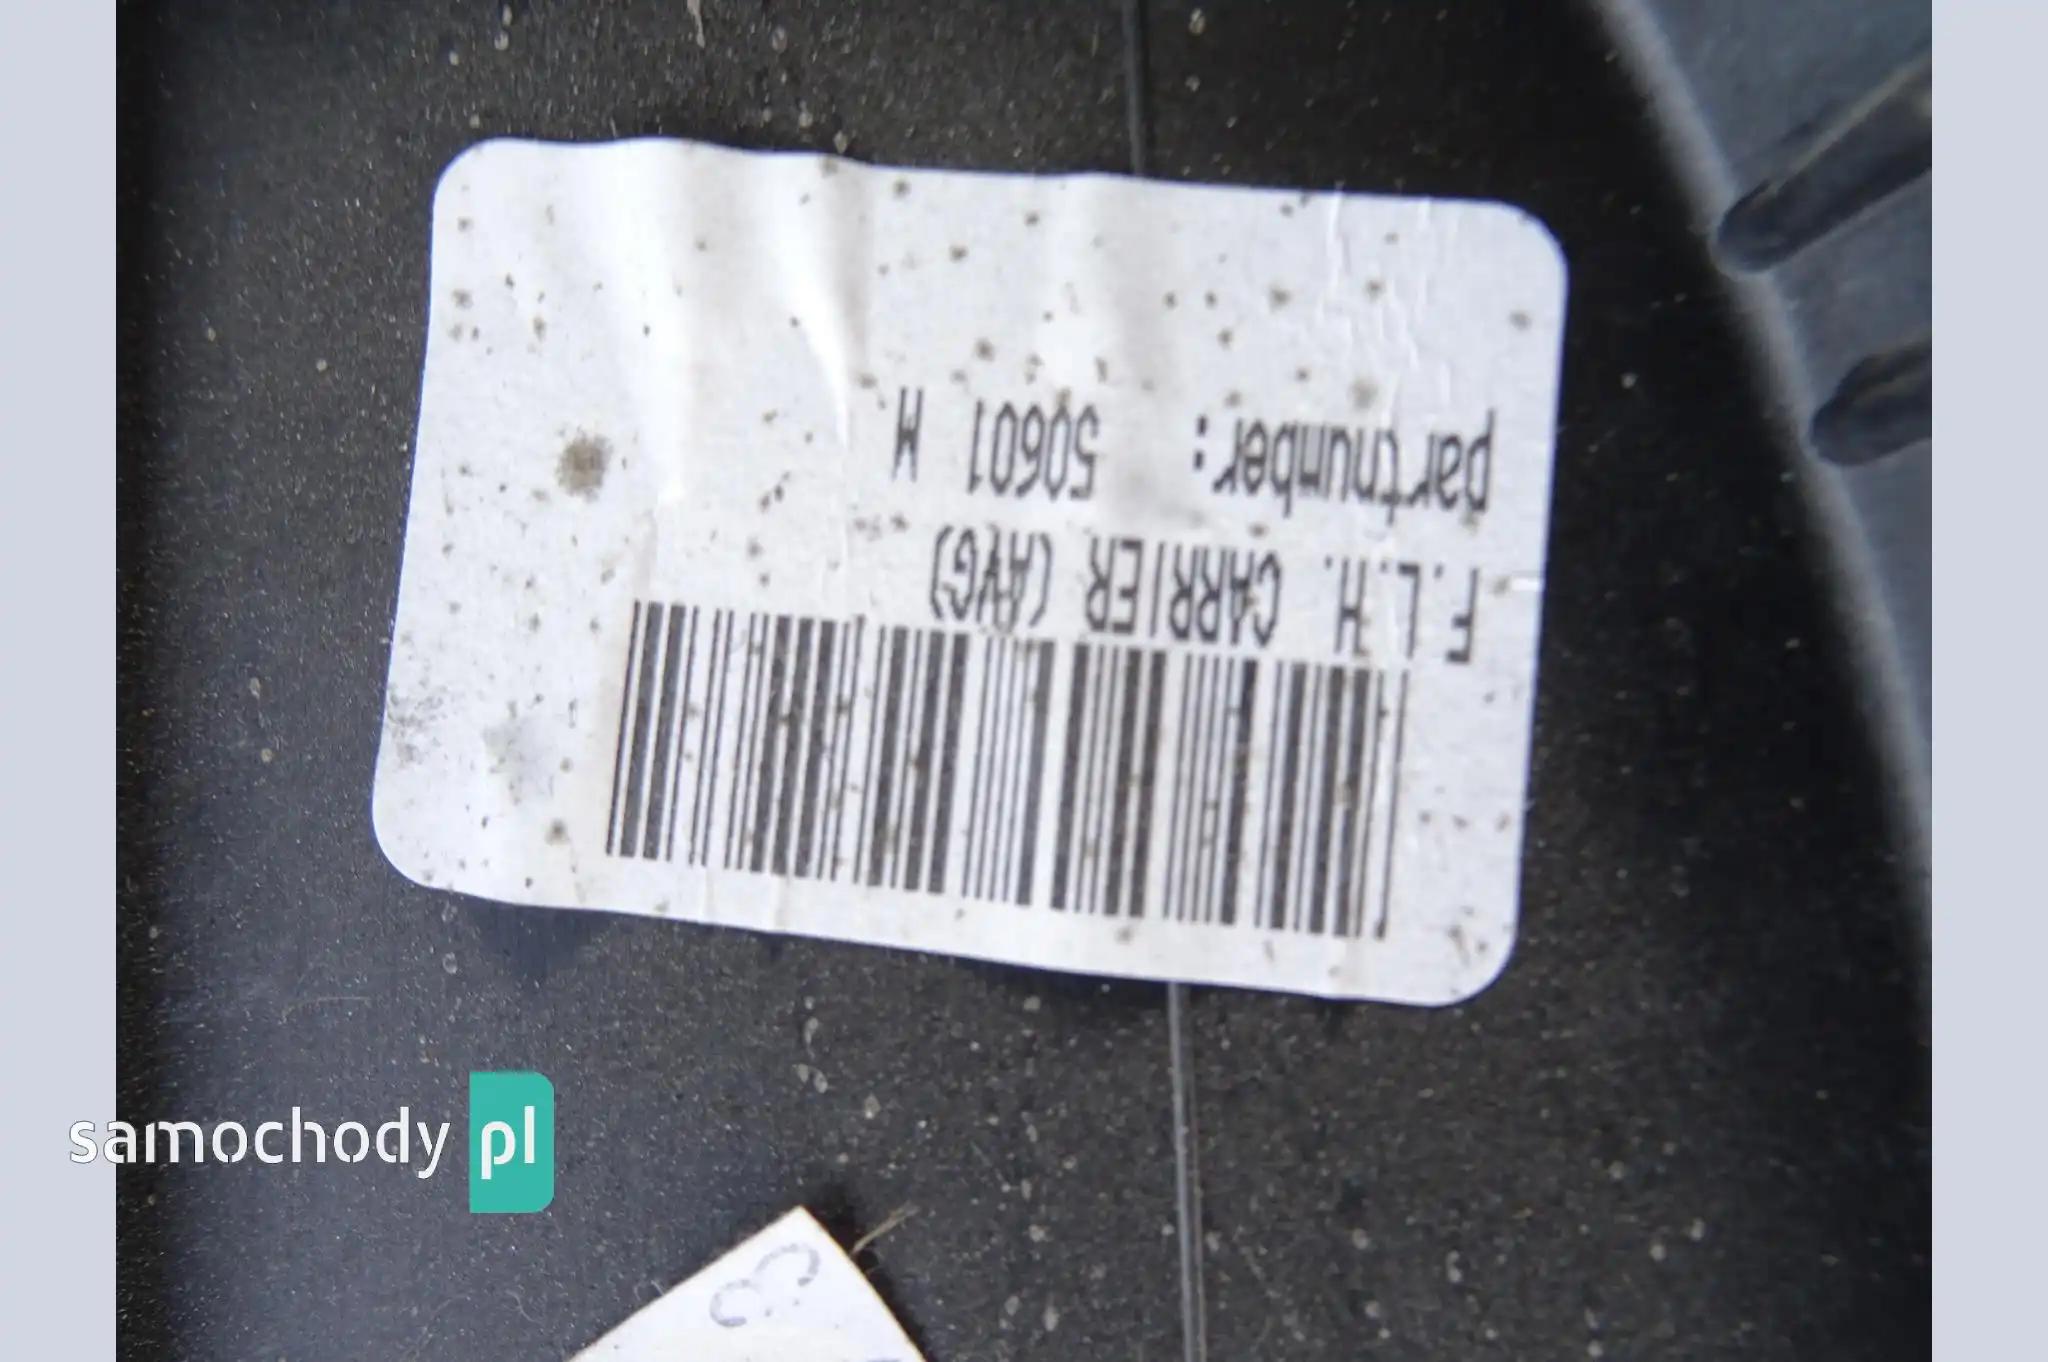 F.L.H. CARRIER (AYG)
partnumber: 50601 M
samochody pl